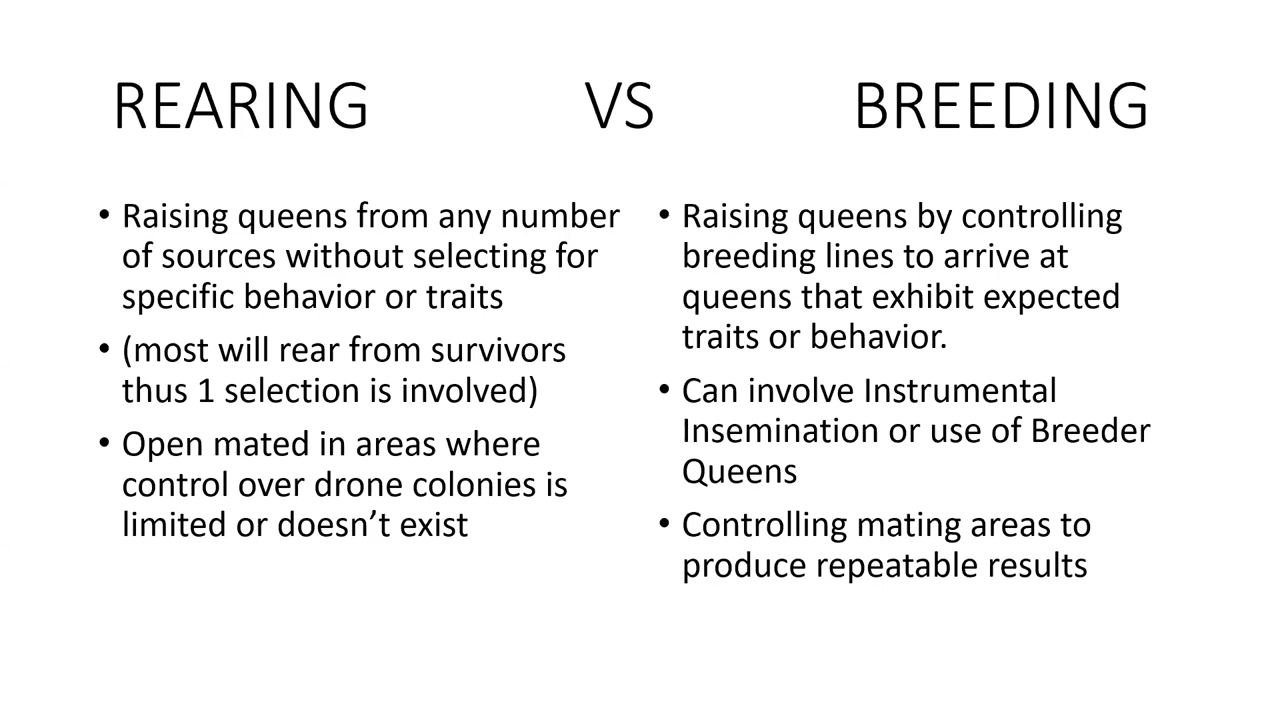 REARING VS BREEDING
• Raising queens from any number
of sources without selecting for
specific behavior or traits
• (most will rear from survivors
thus 1 selection is involved)
• Open mated in areas where
control over drone colonies is
limited or doesn’t exist
• Raising queens by controlling
breeding lines to arrive at
queens that exhibit expected
traits or behavior.
• Can involve Instrumental
Insemination or use of Breeder
Queens
• Controlling mating areas to
produce repeatable results